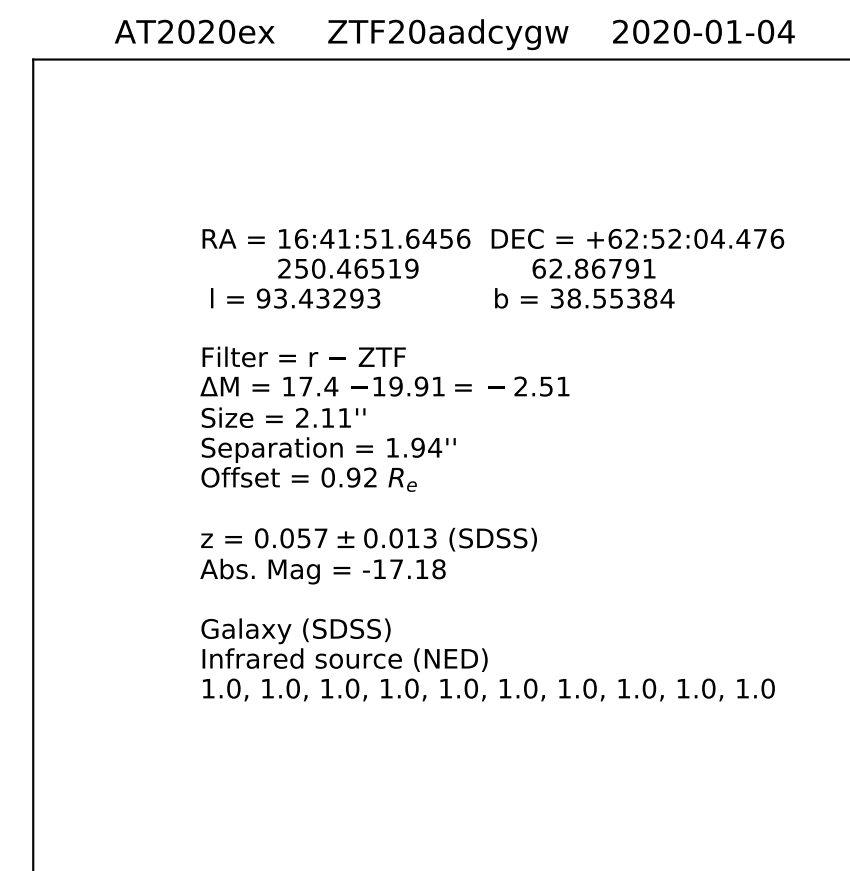 AT2020ex ZTF20aadcygw 2020-01-04
RA = 16:41:51.6456 DEC = +62:52:04.476
250.46519 62.86791
l = 93.43293 b = 38.55384
Filter = r − ZTF
ΔM = 17.4 −19.91 = − 2.51
Size = 2.11''
Separation = 1.94''
Offset = 0.92 Rₑ
z = 0.057 ± 0.013 (SDSS)
Abs. Mag = -17.18
Galaxy (SDSS)
Infrared source (NED)
1.0, 1.0, 1.0, 1.0, 1.0, 1.0, 1.0, 1.0, 1.0, 1.0